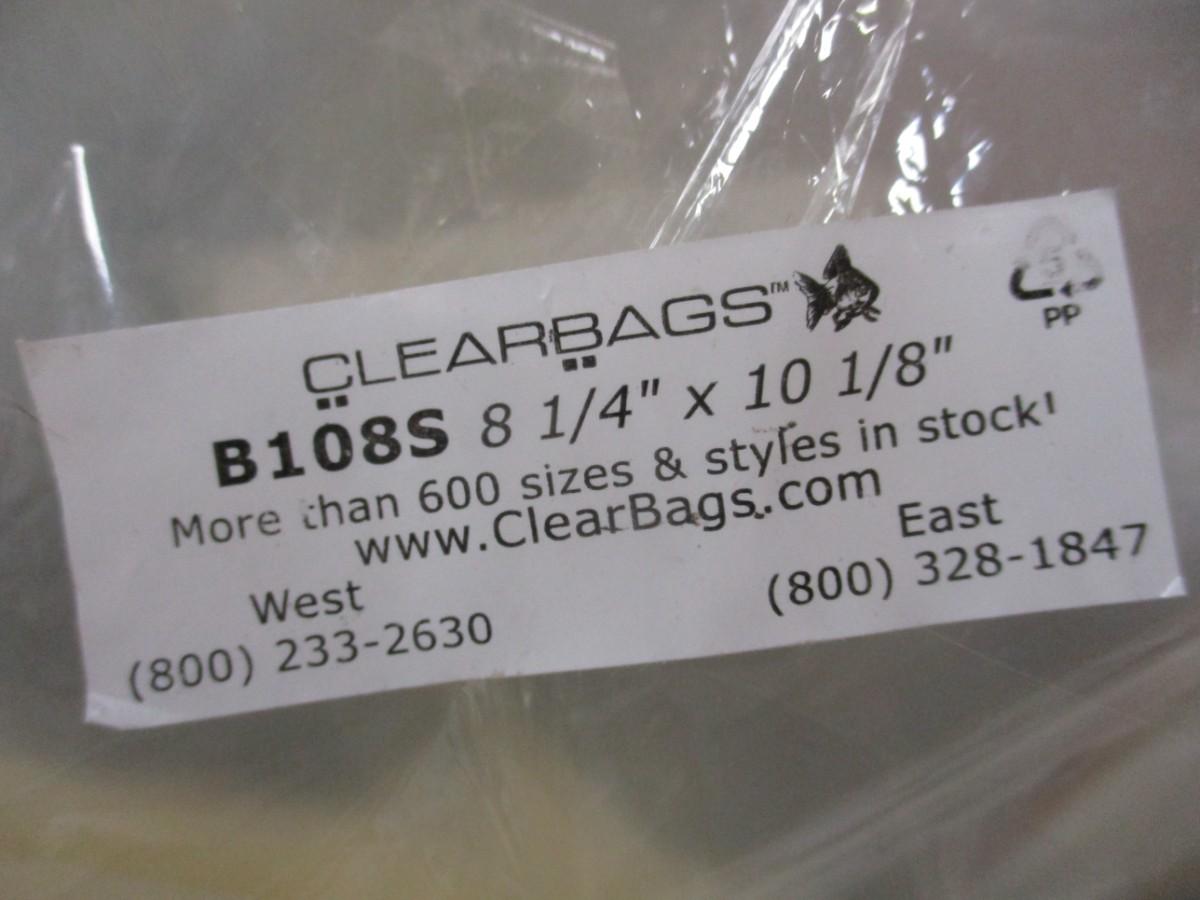 CLEARBAGS™
5
PP
B108S 8 1/4" x 10 1/8"
More than 600 sizes & styles in stock!
www.ClearBags.com
West
East
(800) 233-2630
(800) 328-1847